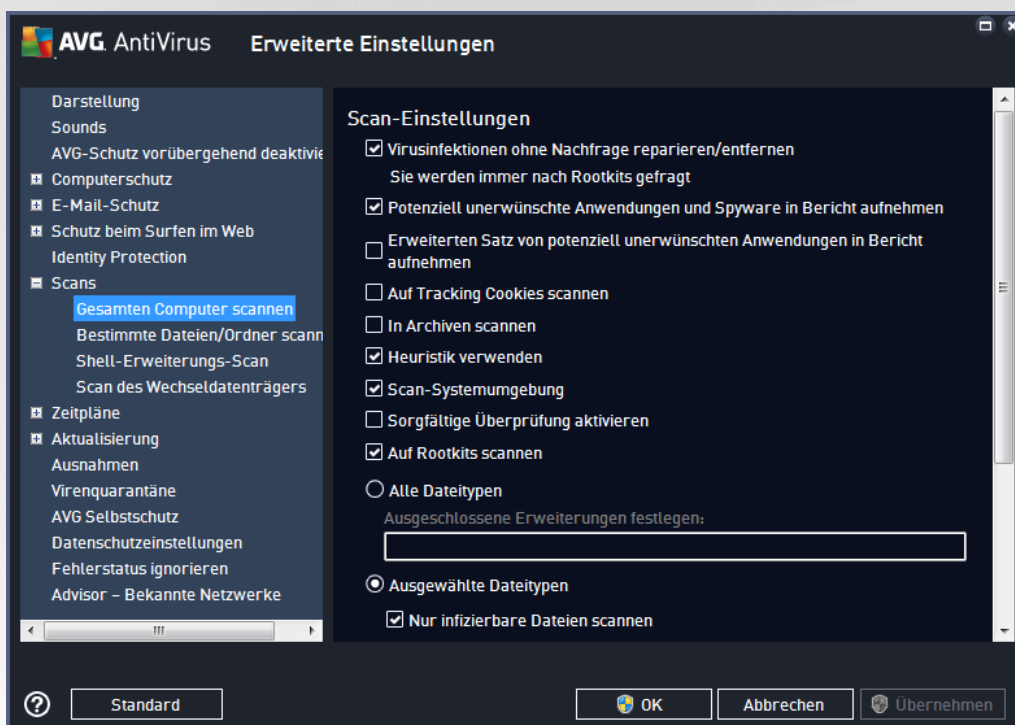 AVG. AntiVirus Erweiterte Einstellungen
Darstellung
Sounds
AVG-Schutz vorübergehend deaktivie
Computerschutz
E-Mail-Schutz
Schutz beim Surfen im Web
Identity Protection
Scans
Gesamten Computer scannen
Bestimmte Dateien/Ordner scann
Shell-Erweiterungs-Scan
Scan des Wechseldatenträgers
Zeitpläne
Aktualisierung
Ausnahmen
Virenquarantäne
AVG Selbstschutz
Datenschutzeinstellungen
Fehlerstatus ignorieren
Advisor – Bekannte Netzwerke
Scan-Einstellungen
Virusinfektionen ohne Nachfrage reparieren/entfernen
Sie werden immer nach Rootkits gefragt
Potenziell unerwünschte Anwendungen und Spyware in Bericht aufnehmen
Erweiterten Satz von potenziell unerwünschten Anwendungen in Bericht
aufnehmen
Auf Tracking Cookies scannen
In Archiven scannen
Heuristik verwenden
Scan-Systemumgebung
Sorgfältige Überprüfung aktivieren
Auf Rootkits scannen
Alle Dateitypen
Ausgeschlossene Erweiterungen festlegen:
Ausgewählte Dateitypen
Nur infizierbare Dateien scannen
? Standard OK Abbrechen Übernehmen